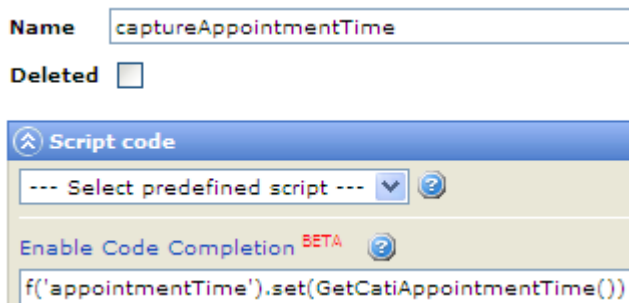 Name captureAppointmentTime
Deleted
Script code
--- Select predefined script ---
Enable Code Completion BETA
f('appointmentTime').set(GetCatiAppointmentTime())